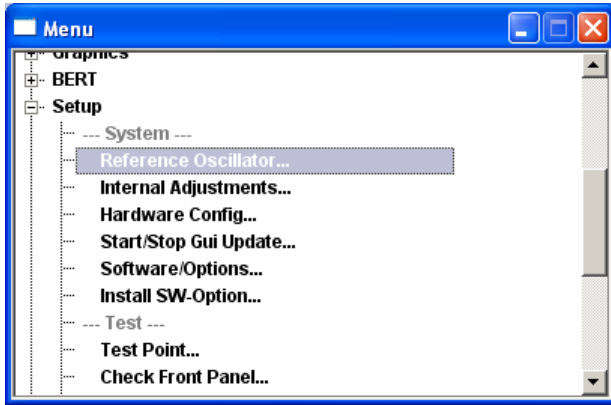 Menu
Graphics
BERT
Setup
--- System ---
Reference Oscillator...
Internal Adjustments...
Hardware Config...
Start/Stop Gui Update...
Software/Options...
Install SW-Option...
--- Test ---
Test Point...
Check Front Panel...